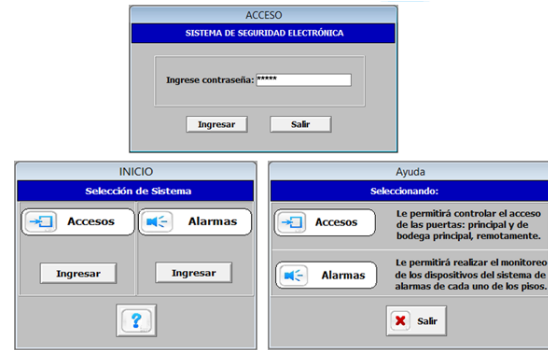 ACCESO
SISTEMA DE SEGURIDAD ELECTRÓNICA
Ingrese contraseña: *****
Ingresar Salir
INICIO
Selección de Sistema
Accesos Alarmas
Ingresar Ingresar
?
Ayuda
Seleccionando:
Accesos
Le permitirá controlar el acceso
de las puertas: principal y de
bodega principal, remotamente.
Alarmas
Le permitirá realizar el monitoreo
de los dispositivos del sistema de
alarmas de cada uno de los pisos.
Salir